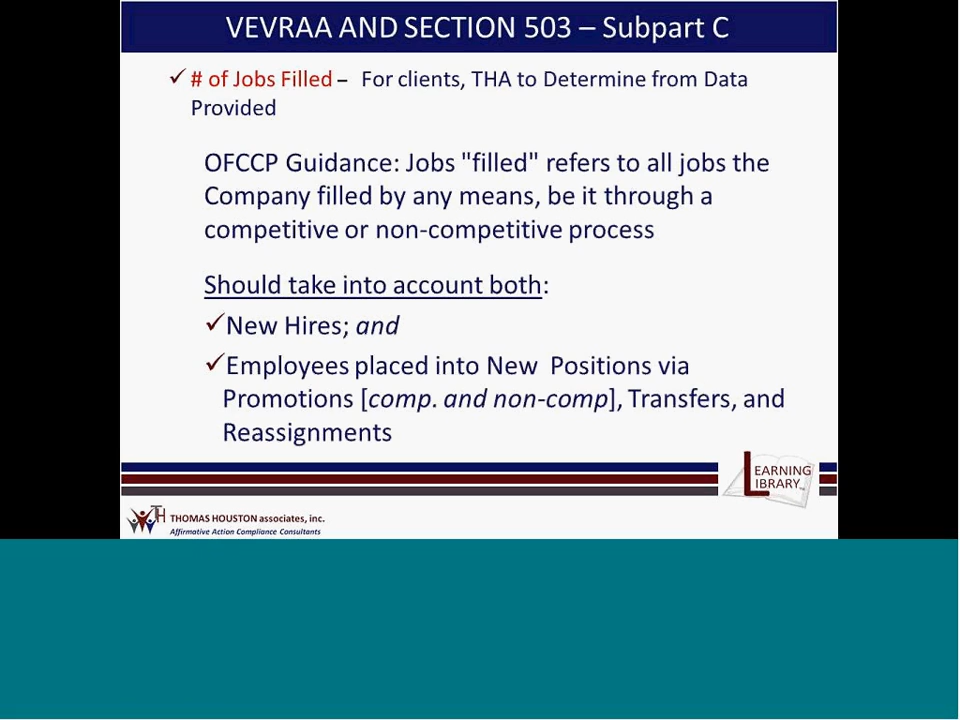 VEVRAA AND SECTION 503 – Subpart C
✓ # of Jobs Filled – For clients, THA to Determine from Data
Provided
OFCCP Guidance: Jobs "filled" refers to all jobs the
Company filled by any means, be it through a
competitive or non-competitive process
Should take into account both:
✓New Hires; and
✓Employees placed into New Positions via
Promotions [comp. and non-comp], Transfers, and
Reassignments
LEARNING
LIBRARY
TH THOMAS HOUSTON associates, inc.
Affirmative Action Compliance Consultants